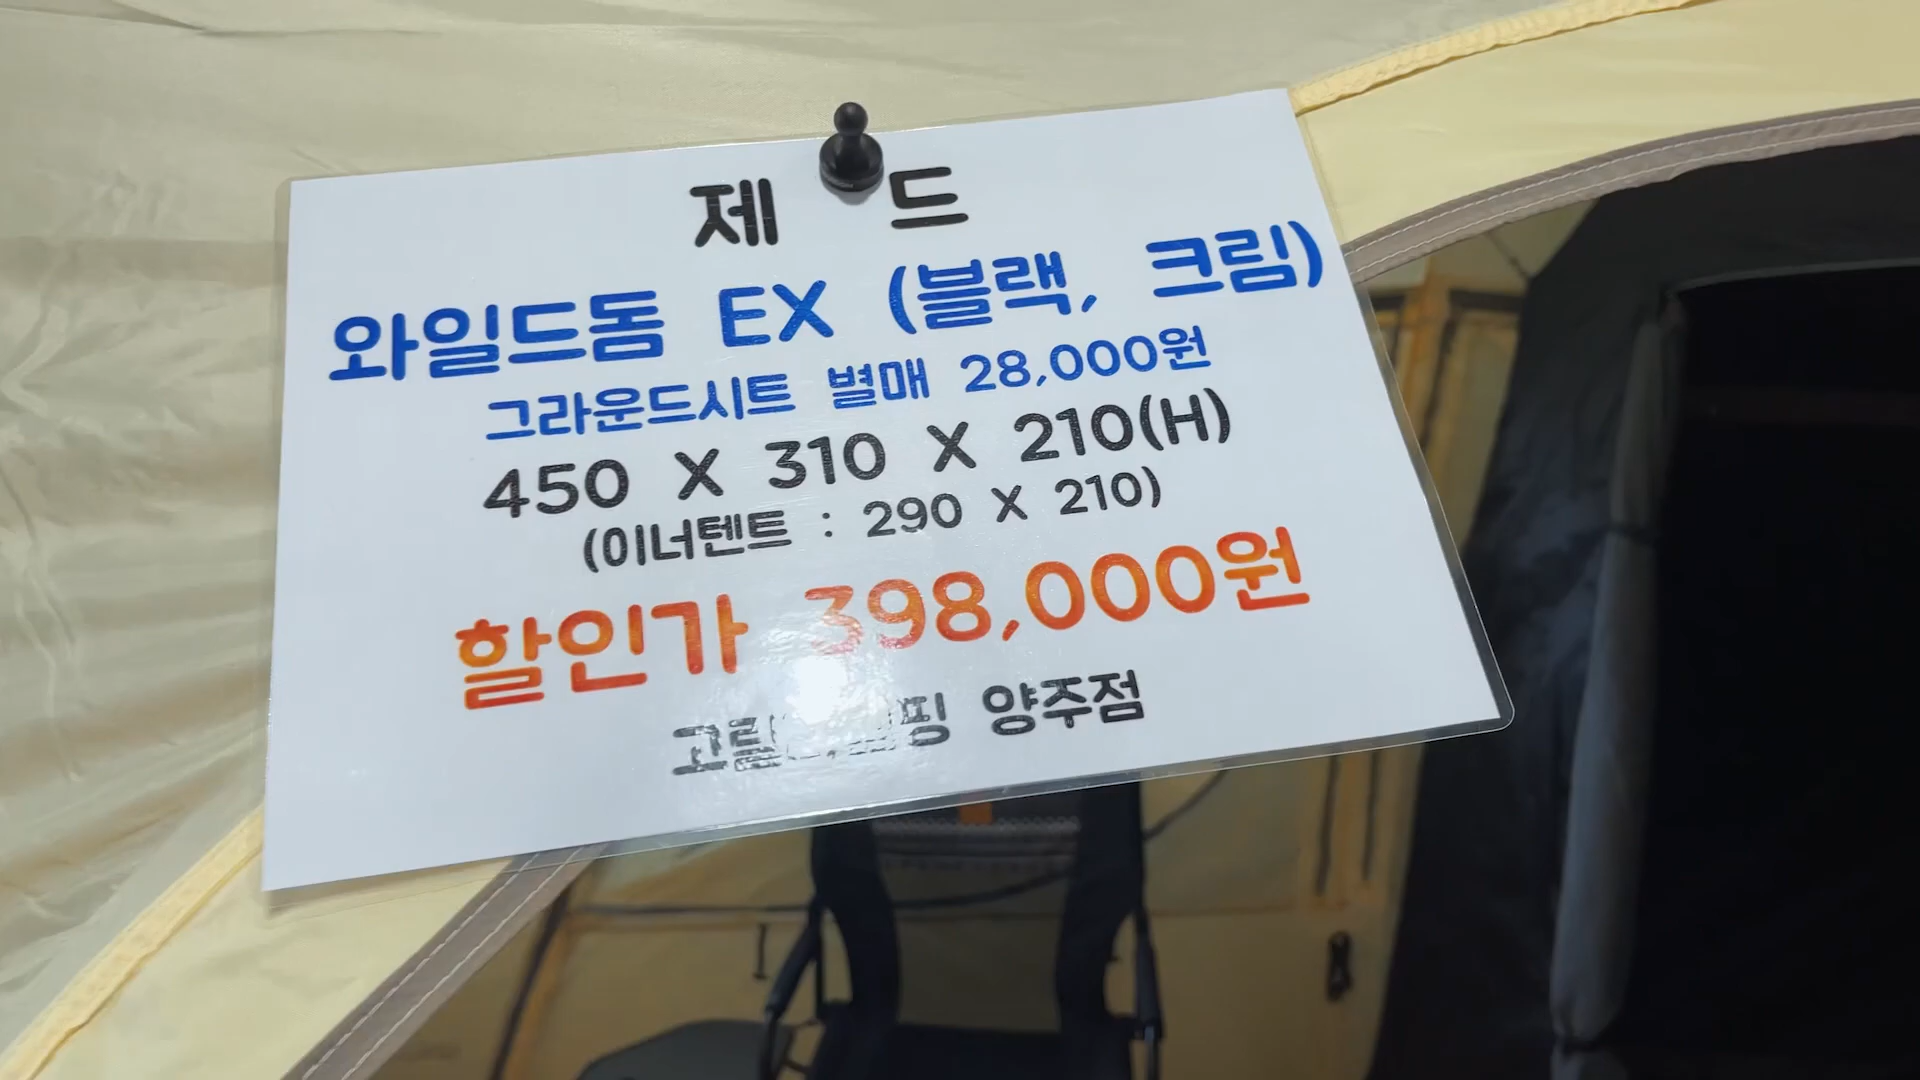 제 드
와일드돔 EX (블랙, 크림)
그라운드시트 별매 28,000원
450 X 310 X 210(H)
(이너텐트 : 290 X 210)
할인가 398,000원
양주점